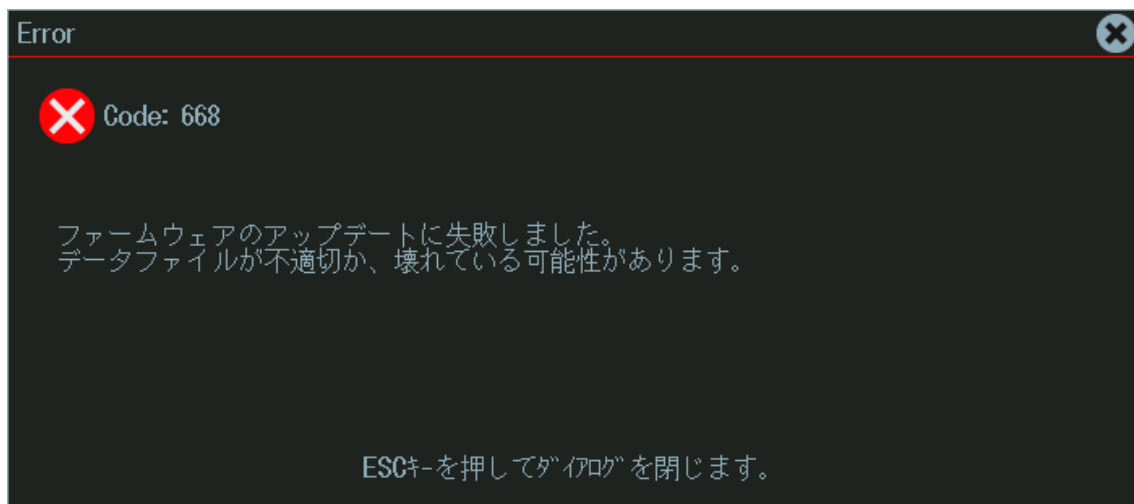 Error
Code: 668
ファームウェアのアップデートに失敗しました。
データファイルが不適切か、壊れている可能性があります。
ESCｷｰを押してﾀﾞｲｱﾛｸﾞを閉じます。